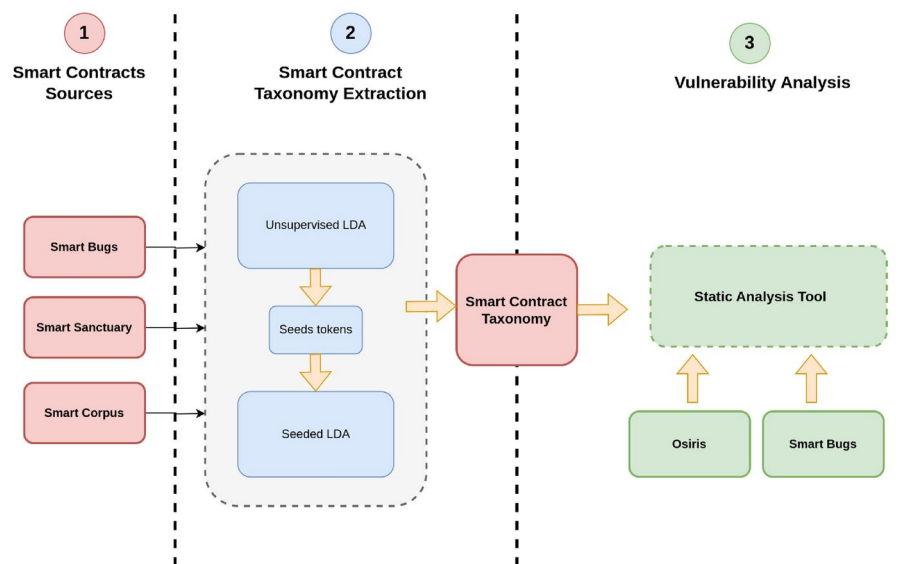 1
Smart Contracts
Sources
2
Smart Contract
Taxonomy Extraction
3
Vulnerability Analysis
Smart Bugs
Smart Sanctuary
Smart Corpus
Unsupervised LDA
Seeds tokens
Seeded LDA
Smart Contract
Taxonomy
Static Analysis Tool
Osiris
Smart Bugs